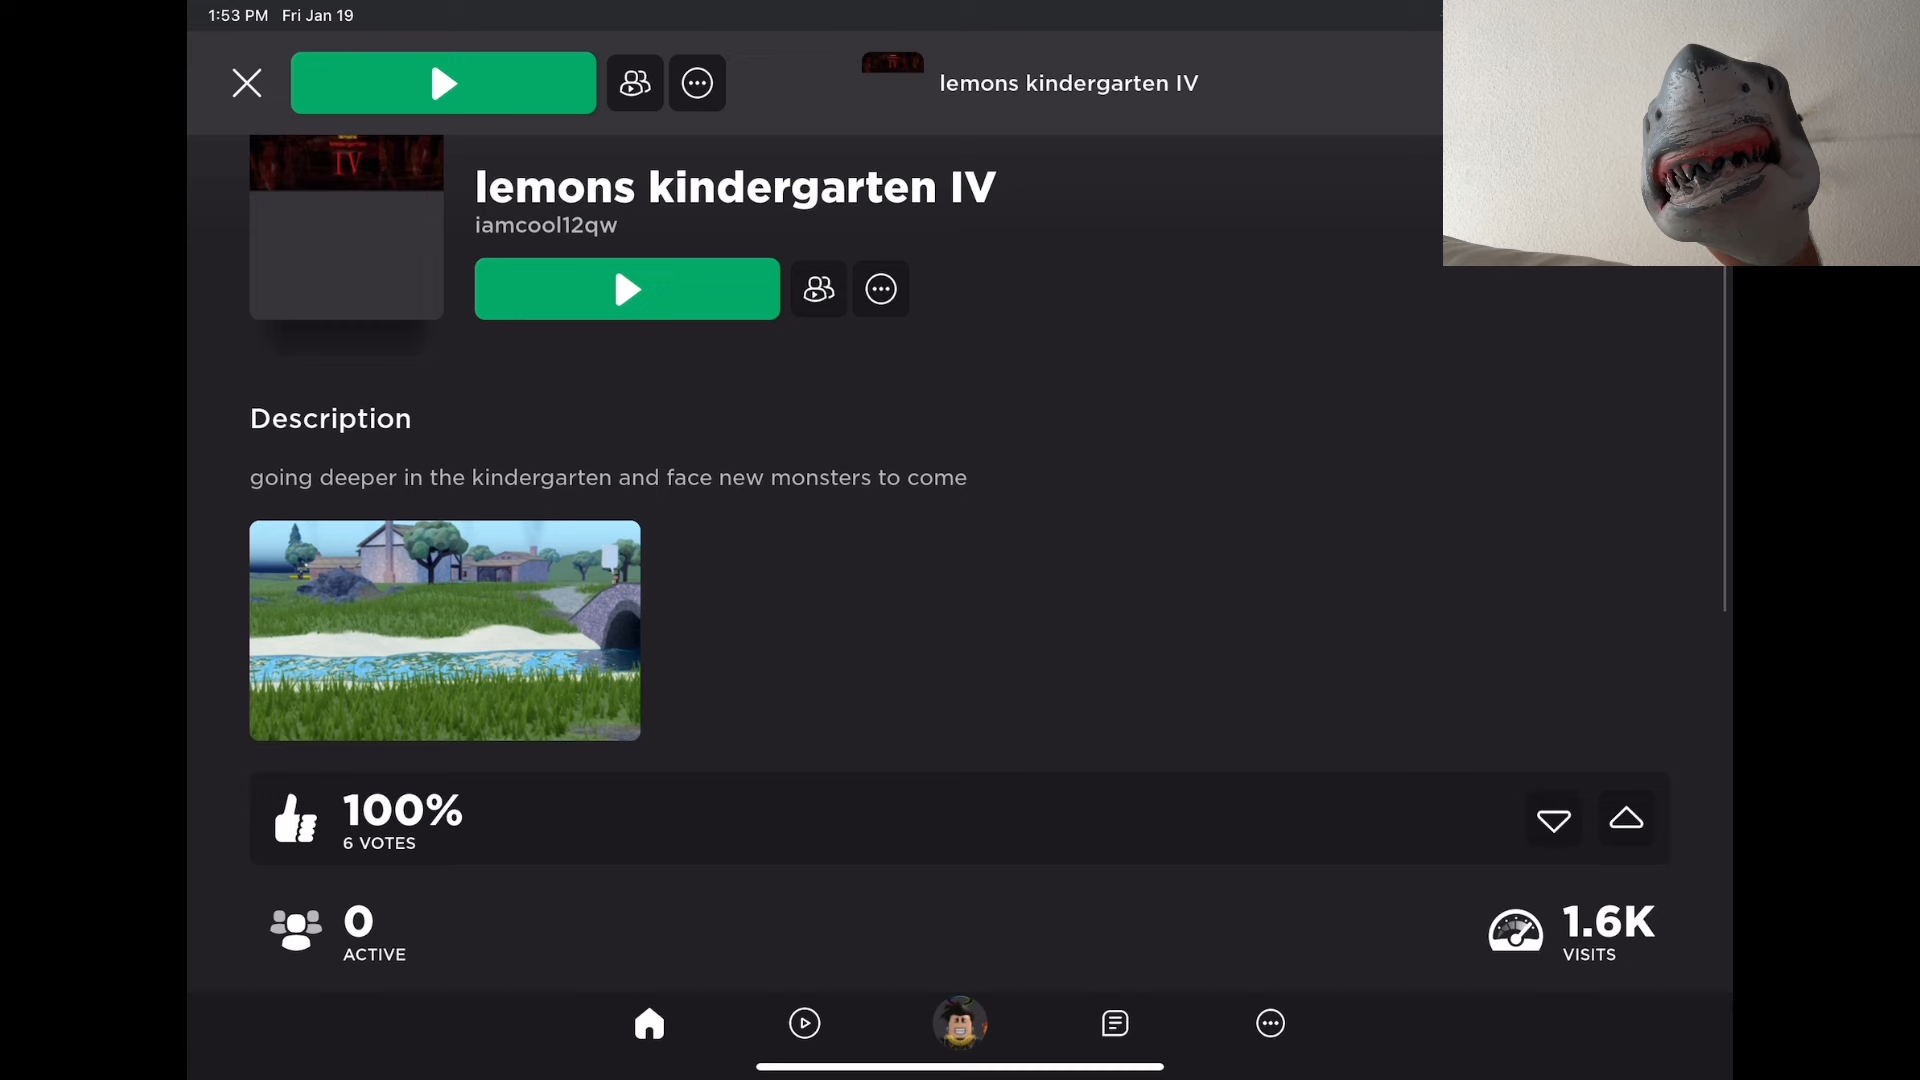 1:53 PM Fri Jan 19
lemons kindergarten IV
IV
lemons kindergarten IV
iamcool12qw
Description
going deeper in the kindergarten and face new monsters to come
100%
6 VOTES
0
ACTIVE
1.6K
VISITS